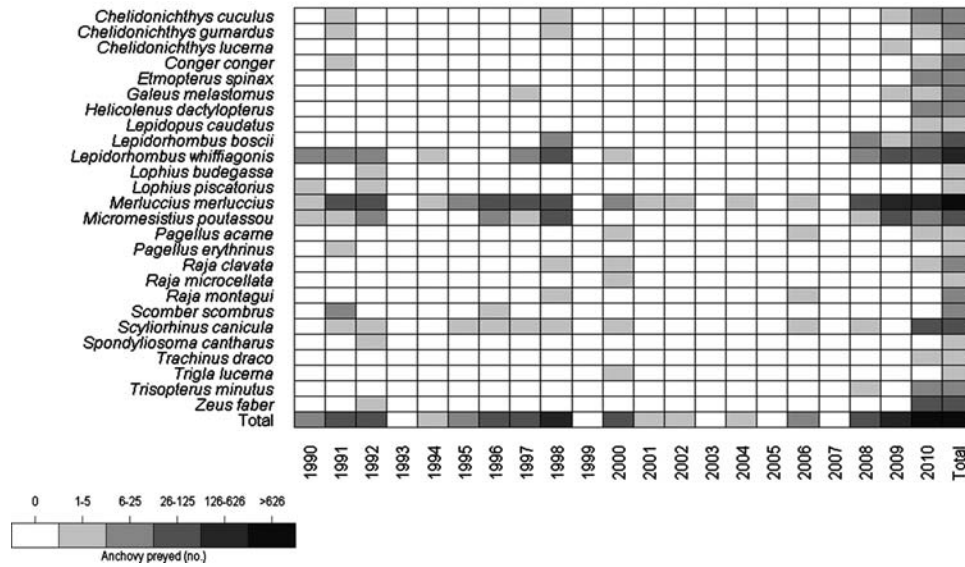 Chelidonichthys cuculus
Chelidonichthys gurnardus
Chelidonichthys lucerna
Conger conger
Etmopterus spinax
Galeus melastomus
Helicolenus dactylopterus
Lepidopus caudatus
Lepidorhombus boscii
Lepidorhombus whiffiagonis
Lophius budegassa
Lophius piscatorius
Merluccius merluccius
Micromesistius poutassou
Pagellus acarne
Pagellus erythrinus
Raja clavata
Raja microcellata
Raja montagui
Scomber scombrus
Scyliorhinus canicula
Spondyliosoma cantharus
Trachinus draco
Trigla lucerna
Trisopterus minutus
Zeus faber
Total
1990 1991 1992 1993 1994 1995 1996 1997 1998 1999 2000 2001 2002 2003 2004 2005 2006 2007 2008 2009 2010 Total
0 1-5 6-25 26-125 126-626 >626
Anchovy preyed (no.)